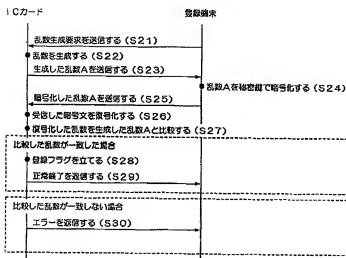 ICカード
登録端末
乱数生成要求を送信する(S21)
乱数を生成する(S22)
生成した乱数Aを送信する(S23)
乱数Aを秘密鍵で暗号化する(S24)
暗号化した乱数Aを送信する(S25)
受信した暗号文を復号化する(S26)
復号化した乱数を生成した乱数Aと比較する(S27)
比較した乱数が一致した場合
登録フラグを立てる(S28)
正常終了を返信する(S29)
比較した乱数が一致しない場合
エラーを返信する(S30)